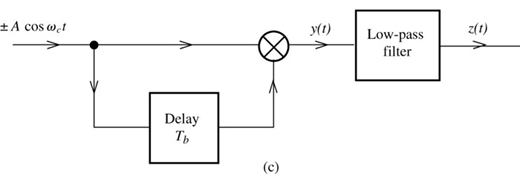 ± A cos ω_c t
y(t)
Low-pass
filter
z(t)
Delay
T_b
(c)